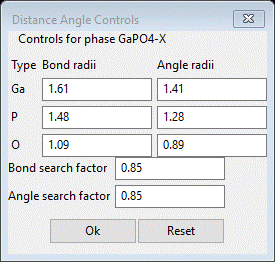 Distance Angle Controls
Controls for phase GaPO4-X
Type Bond radii Angle radii
Ga 1.61 1.41
P 1.48 1.28
O 1.09 0.89
Bond search factor 0.85
Angle search factor 0.85
Ok Reset